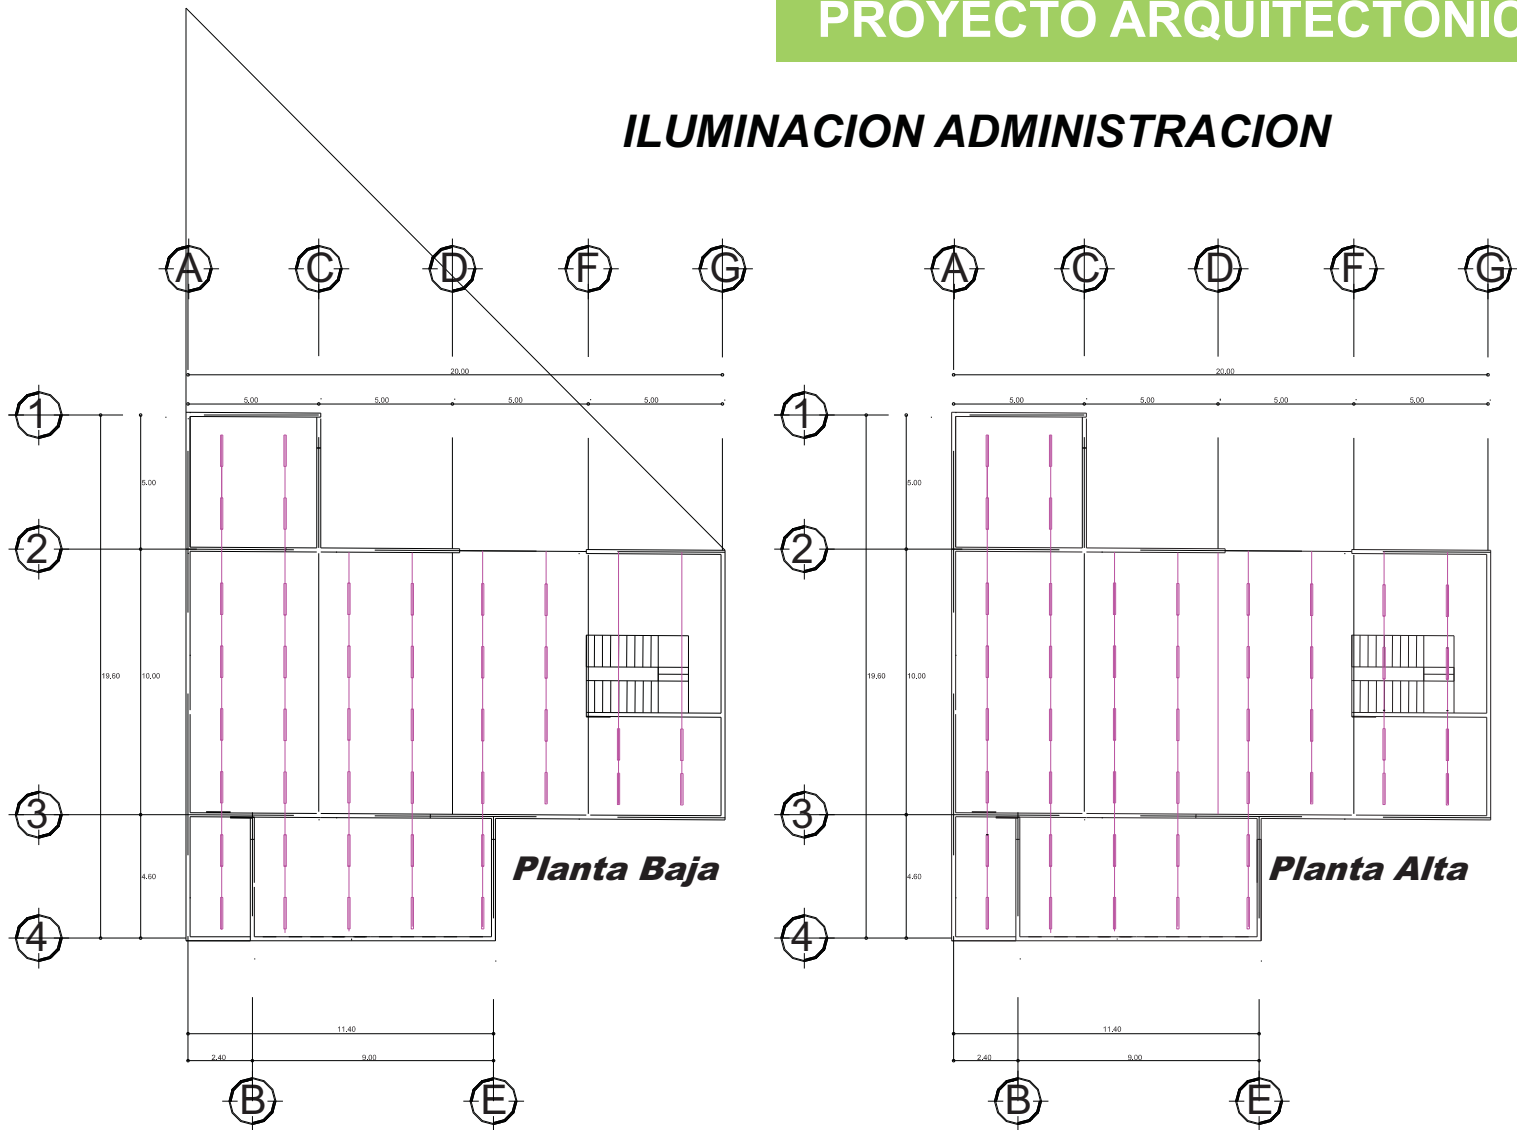 PROYECTO ARQUITECTONIC
ILUMINACION ADMINISTRACION
A C D F G
A C D F G
20.00
20.00
5.00 5.00 5.00 5.00
5.00 5.00 5.00 5.00
1
1
5.00
5.00
2
2
19.60 10.00
19.60 10.00
3
3
Planta Baja
Planta Alta
4.60
4.60
4
4
11.40
11.40
2.40 9.00
2.40 9.00
B E
B E